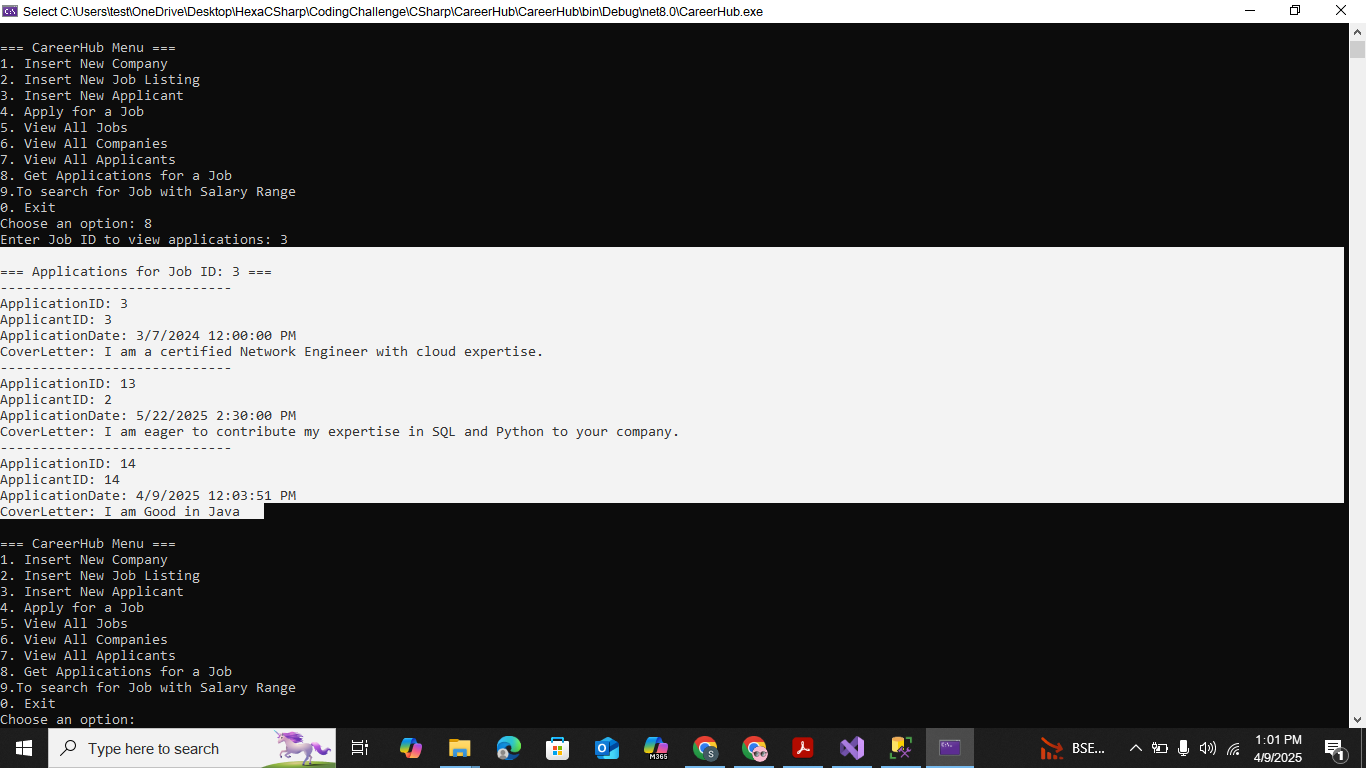 Select C:\Users\test\OneDrive\Desktop\HexaCSharp\CodingChallenge\CSharp\CareerHub\CareerHub\bin\Debug\net8.0\CareerHub.exe
=== CareerHub Menu ===
1. Insert New Company
2. Insert New Job Listing
3. Insert New Applicant
4. Apply for a Job
5. View All Jobs
6. View All Companies
7. View All Applicants
8. Get Applications for a Job
9.To search for Job with Salary Range
0. Exit
Choose an option: 8
Enter Job ID to view applications: 3
=== Applications for Job ID: 3 ===
-----------------------------
ApplicationID: 3
ApplicantID: 3
ApplicationDate: 3/7/2024 12:00:00 PM
CoverLetter: I am a certified Network Engineer with cloud expertise.
-----------------------------
ApplicationID: 13
ApplicantID: 2
ApplicationDate: 5/22/2025 2:30:00 PM
CoverLetter: I am eager to contribute my expertise in SQL and Python to your company.
-----------------------------
ApplicationID: 14
ApplicantID: 14
ApplicationDate: 4/9/2025 12:03:51 PM
CoverLetter: I am Good in Java
=== CareerHub Menu ===
1. Insert New Company
2. Insert New Job Listing
3. Insert New Applicant
4. Apply for a Job
5. View All Jobs
6. View All Companies
7. View All Applicants
8. Get Applications for a Job
9.To search for Job with Salary Range
0. Exit
Choose an option:
Type here to search
M365
S
BSE...
1:01 PM
4/9/2025
1